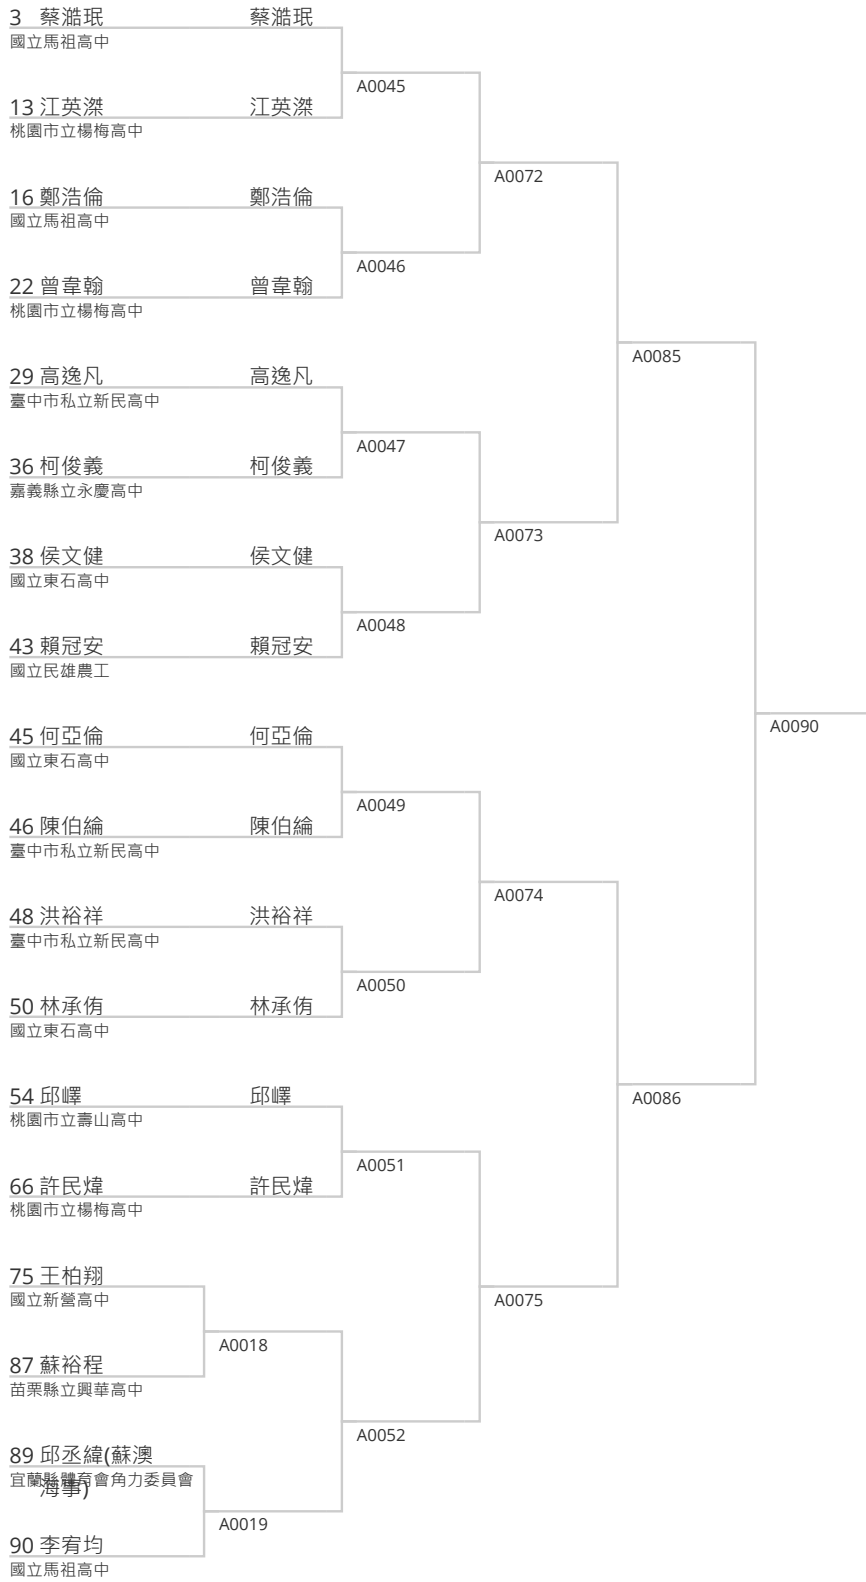 3 蔡澔珉 蔡澔珉
國立馬祖高中
A0045
13 江英滐 江英滐
桃園市立楊梅高中
A0072
16 鄭浩倫 鄭浩倫
國立馬祖高中
A0046
22 曾韋翰 曾韋翰
桃園市立楊梅高中
A0085
29 高逸凡 高逸凡
臺中市私立新民高中
A0047
36 柯俊義 柯俊義
嘉義縣立永慶高中
A0073
38 侯文健 侯文健
國立東石高中
A0048
43 賴冠安 賴冠安
國立民雄農工
A0090
45 何亞倫 何亞倫
國立東石高中
A0049
46 陳伯綸 陳伯綸
臺中市私立新民高中
A0074
48 洪裕祥 洪裕祥
臺中市私立新民高中
A0050
50 林承侑 林承侑
國立東石高中
A0086
54 邱嶧 邱嶧
桃園市立壽山高中
A0051
66 許民煒 許民煒
桃園市立楊梅高中
75 王柏翔
國立新營高中
A0075
A0018
87 蘇裕程
苗栗縣立興華高中
A0052
89 邱丞緯(蘇澳
海事)
宜蘭縣體育會角力委員會
A0019
90 李宥均
國立馬祖高中